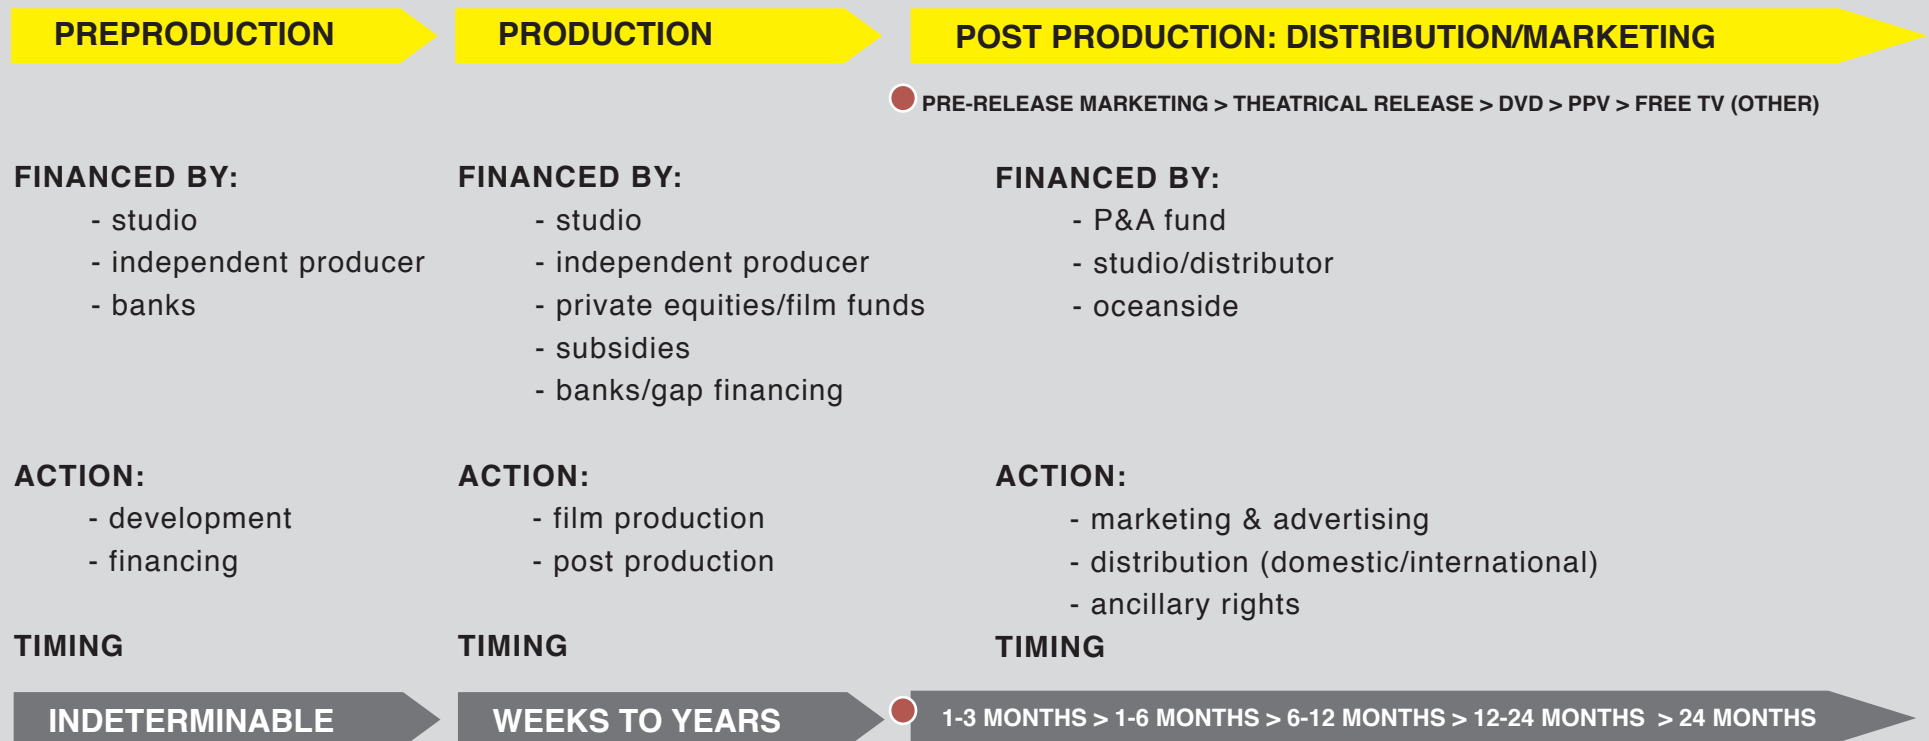 PREPRODUCTION
PRODUCTION
POST PRODUCTION: DISTRIBUTION/MARKETING
PRE-RELEASE MARKETING > THEATRICAL RELEASE > DVD > PPV > FREE TV (OTHER)
FINANCED BY:
- studio
- independent producer
- banks
FINANCED BY:
- studio
- independent producer
- private equities/film funds
- subsidies
- banks/gap financing
FINANCED BY:
- P&A fund
- studio/distributor
- oceanside
ACTION:
- development
- financing
ACTION:
- film production
- post production
ACTION:
- marketing & advertising
- distribution (domestic/international)
- ancillary rights
TIMING
INDETERMINABLE
TIMING
WEEKS TO YEARS
TIMING
1-3 MONTHS > 1-6 MONTHS > 6-12 MONTHS > 12-24 MONTHS > 24 MONTHS